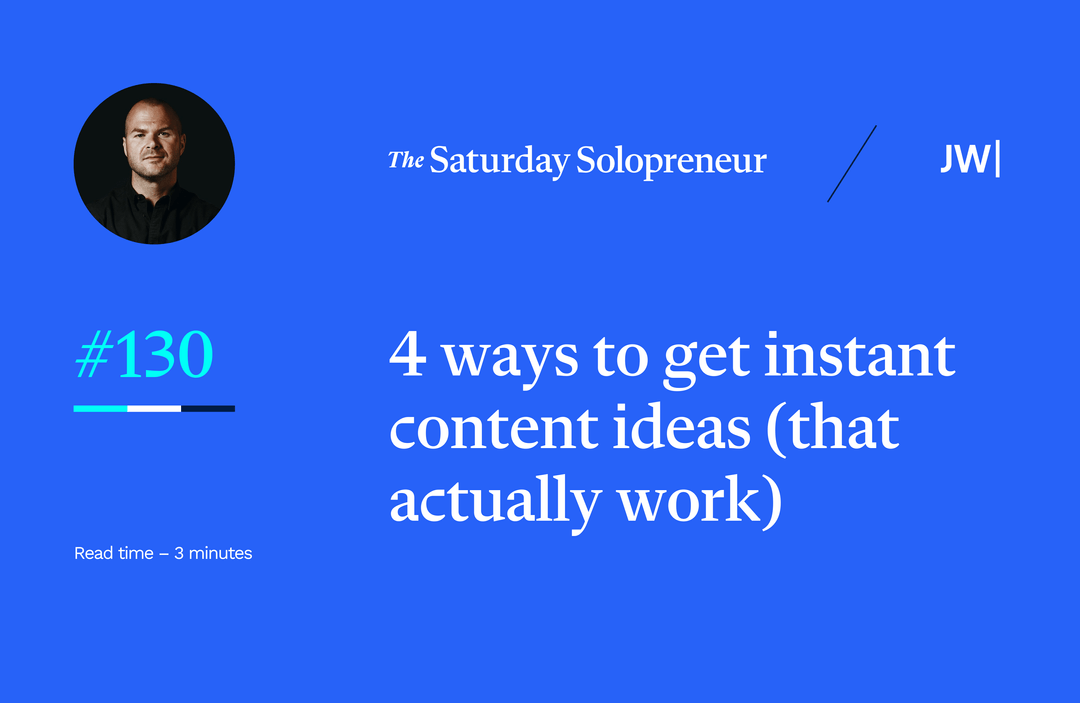 The Saturday Solopreneur
JW|
#130
4 ways to get instant
content ideas (that
actually work)
Read time – 3 minutes